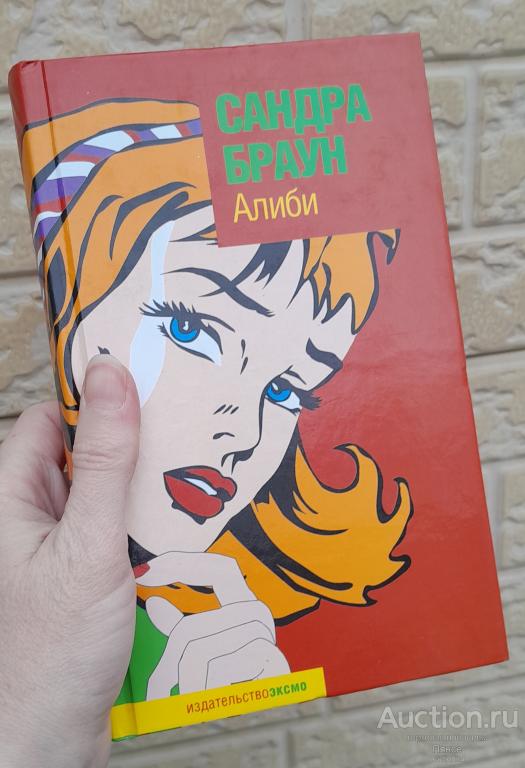 САНДРА
БРАУН
Алиби
издательствоэксмо
Auction.ru